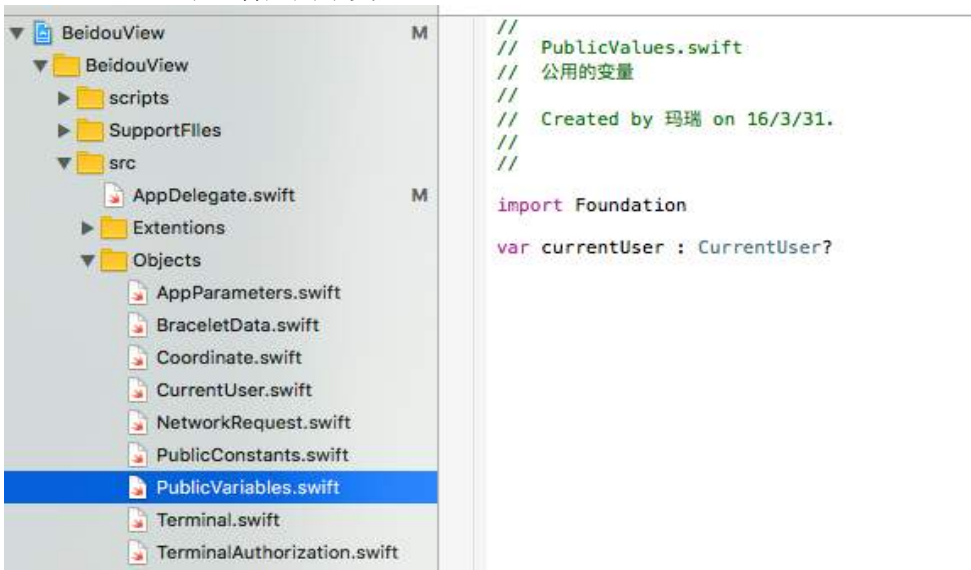 BeidouView M
BeidouView
scripts
SupportFIles
src
AppDelegate.swift M
Extentions
Objects
AppParameters.swift
BraceletData.swift
Coordinate.swift
CurrentUser.swift
NetworkRequest.swift
PublicConstants.swift
PublicVariables.swift
Terminal.swift
TerminalAuthorization.swift
//
// PublicValues.swift
// 公用的变量
//
// Created by 玛瑞 on 16/3/31.
//
//
import Foundation
var currentUser : CurrentUser?